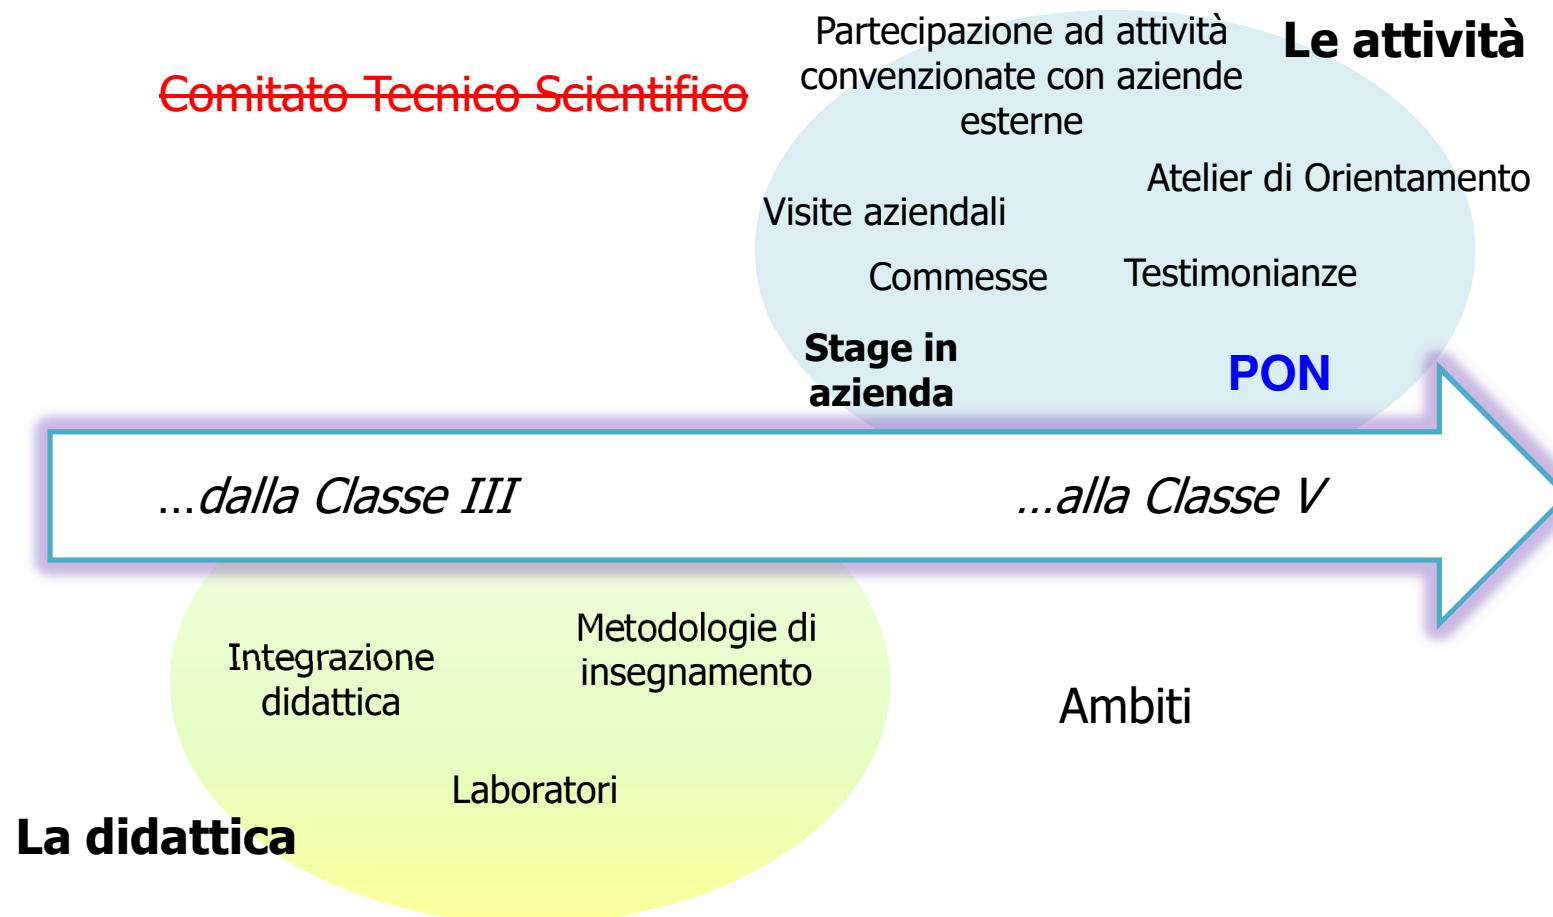 Comitato Tecnico Scientifico
Partecipazione ad attività
convenzionate con aziende
esterne
Le attività
Atelier di Orientamento
Visite aziendali
Commesse
Testimonianze
Stage in
azienda
PON
...dalla Classe III
...alla Classe V
Integrazione
didattica
Metodologie di
insegnamento
Laboratori
La didattica
Ambiti